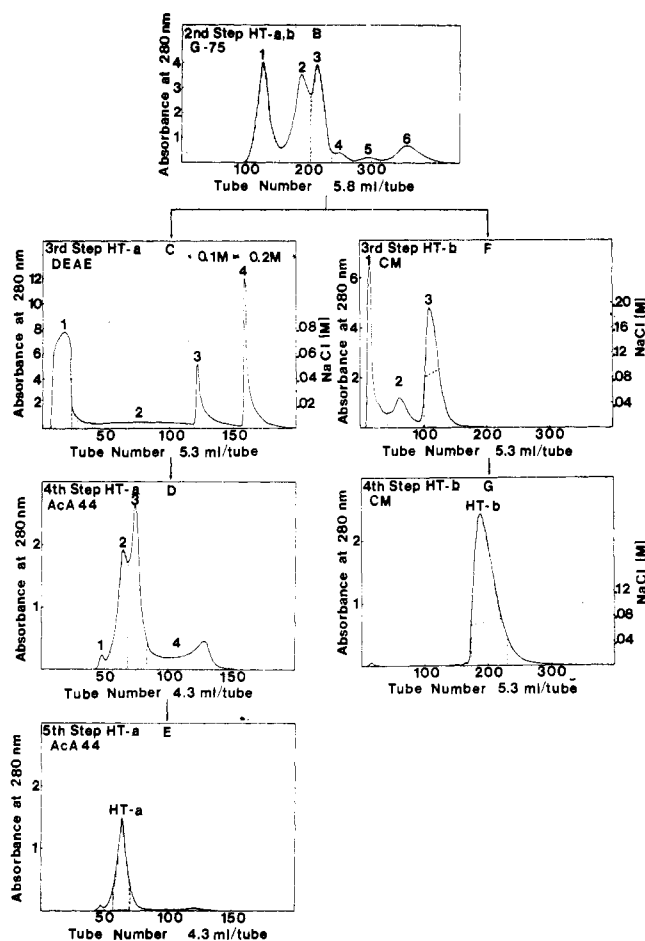 2nd Step HT-a,b B
G-75
Absorbance at 280 nm
4
3
2
1
1
2
3
4
5
6
100 200 300
Tube Number 5.8 ml/tube
3rd Step HT-a C
DEAE
0.1M 0.2M
Absorbance at 280 nm
12
10
8
6
4
2
1
2
3
4
.08
.06
.04
.02
NaCl [M]
50 100 150
Tube Number 5.3 ml/tube
3rd Step HT-b F
CM
Absorbance at 280 nm
6
4
2
1
2
3
.20
.16
.12
.08
.04
NaCl [M]
100 200 300
Tube Number 5.3 ml/tube
4th Step HT-a D
AcA 44
Absorbance at 280 nm
2
1
1
2
3
4
50 100 150
Tube Number 4.3 ml/tube
4th Step HT-b G
CM
HT-b
Absorbance at 280 nm
2
1
.12
.08
.04
NaCl [M]
100 200 300
Tube Number 5.3 ml/tube
5th Step HT-a E
AcA 44
HT-a
Absorbance at 280 nm
2
1
50 100 150
Tube Number 4.3 ml/tube